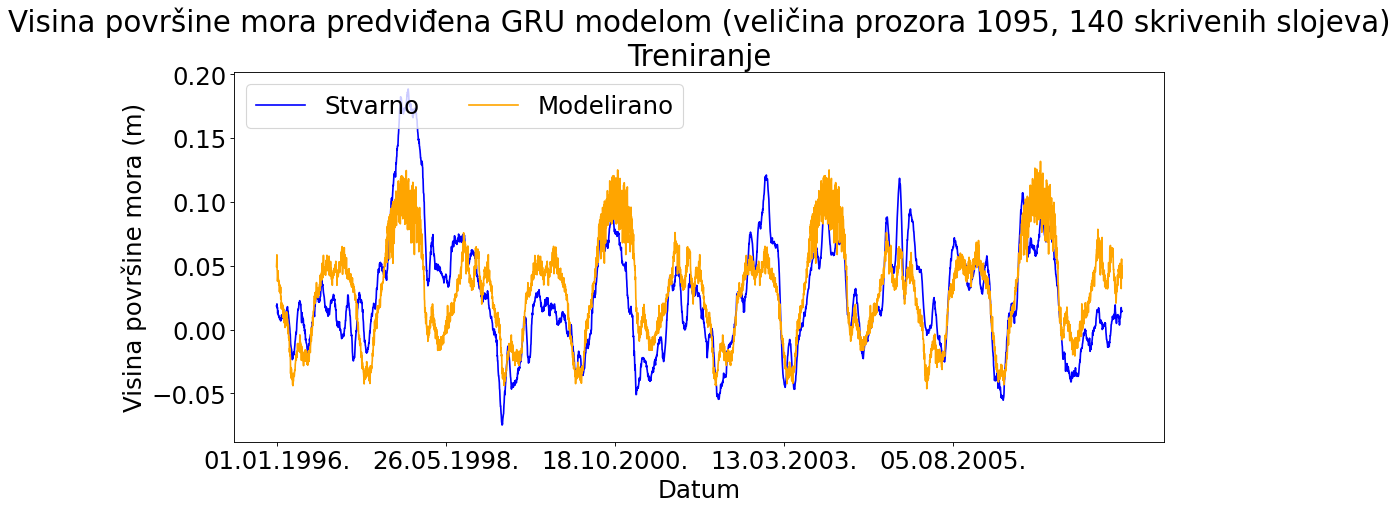 Visina površine mora predviđena GRU modelom (veličina prozora 1095, 140 skrivenih slojeva)
Treniranje
Stvarno
Modelirano
Visina površine mora (m)
0.20
0.15
0.10
0.05
0.00
−0.05
01.01.1996.
26.05.1998.
18.10.2000.
13.03.2003.
05.08.2005.
Datum